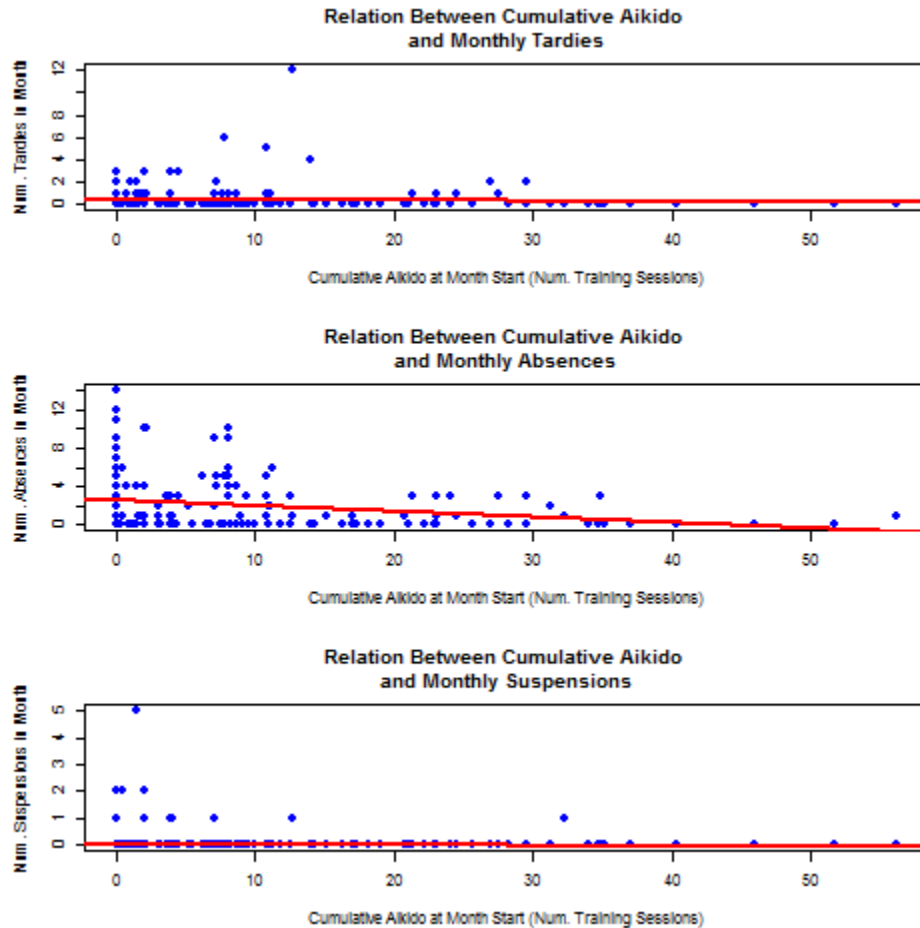 Relation Between Cumulative Aikido
and Monthly Tardies
Num. Tardies in Month
12
8
6
4
2
0
0 10 20 30 40 50
Cumulative Aikido at Month Start (Num. Training Sessions)
Relation Between Cumulative Aikido
and Monthly Absences
Num. Absences in Month
12
8
4
0
0 10 20 30 40 50
Cumulative Aikido at Month Start (Num. Training Sessions)
Relation Between Cumulative Aikido
and Monthly Suspensions
Num. Suspensions in Month
5
4
3
2
1
0
0 10 20 30 40 50
Cumulative Aikido at Month Start (Num. Training Sessions)